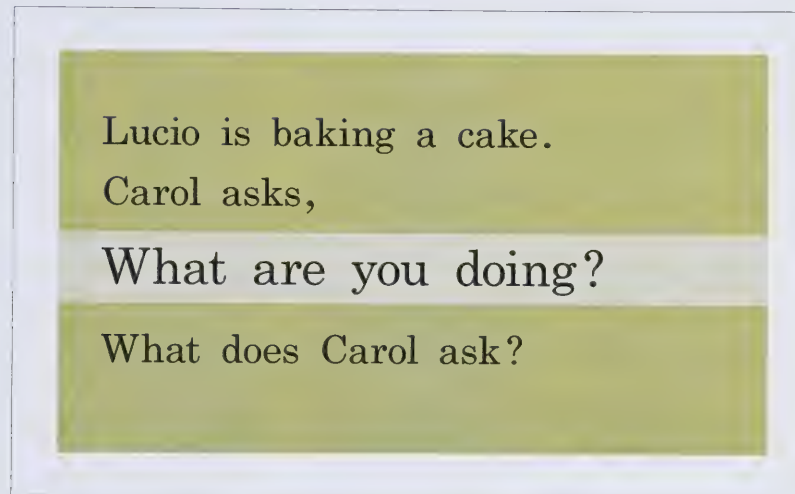 Lucio is baking a cake.
Carol asks,
What are you doing?
What does Carol ask?